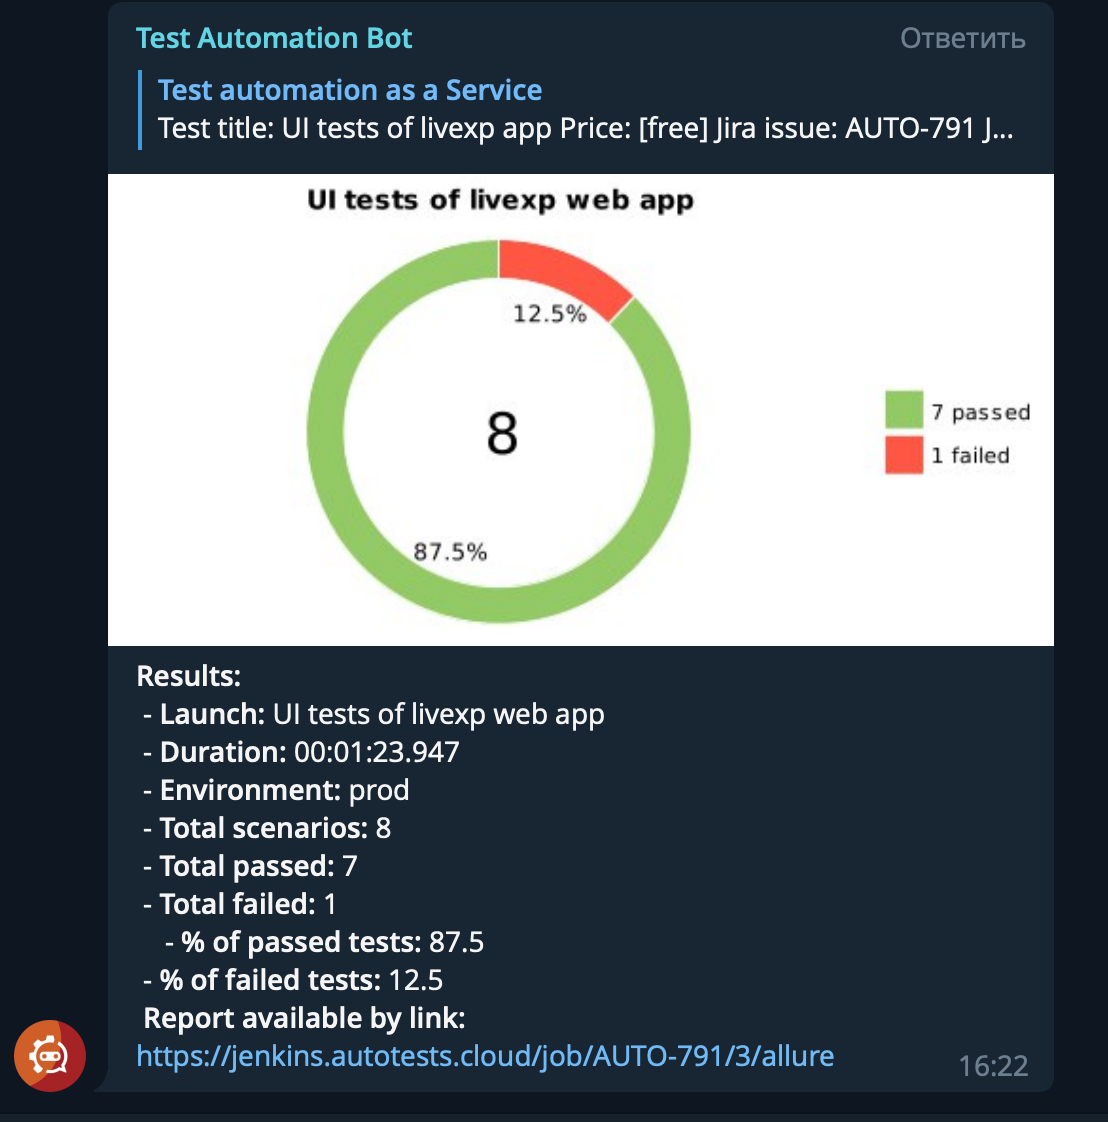 Test Automation Bot
Ответить
Test automation as a Service
Test title: UI tests of livexp app Price: [free] Jira issue: AUTO-791 J...
UI tests of livexp web app
12.5%
8
87.5%
7 passed
1 failed
Results:
- Launch: UI tests of livexp web app
- Duration: 00:01:23.947
- Environment: prod
- Total scenarios: 8
- Total passed: 7
- Total failed: 1
- % of passed tests: 87.5
- % of failed tests: 12.5
Report available by link:
https://jenkins.autotests.cloud/job/AUTO-791/3/allure
16:22